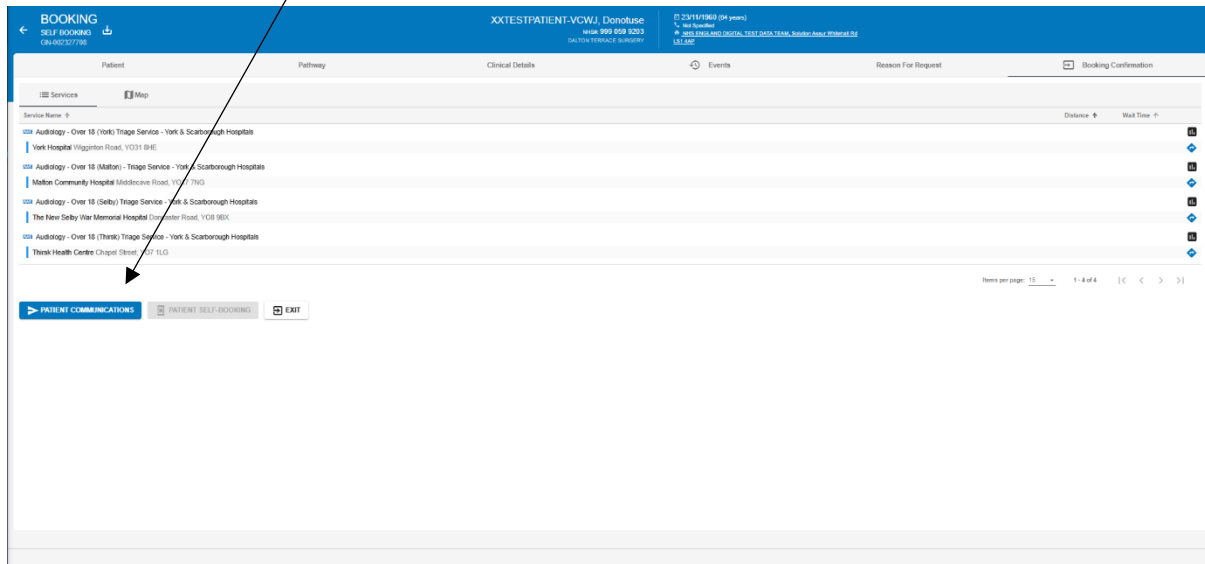 BOOKING
SELF BOOKING
GN-002327788
XXTESTPATIENT-VCWJ, Donotuse
NHS#: 999 059 9203
DALTON TERRACE SURGERY
23/11/1960 (64 years)
Not Specified
NHS ENGLAND DIGITAL TEST DATA TEAM, Solution Assur Whitehall Rd
LS1 4AP
Patient Pathway Clinical Details Events Reason For Request Booking Confirmation
Services Map
Service Name Distance Wait Time
Audiology - Over 18 (York) Triage Service - York & Scarborough Hospitals
York Hospital Wigginton Road, YO31 8HE
Audiology - Over 18 (Malton) - Triage Service - York & Scarborough Hospitals
Malton Community Hospital Middlecave Road, YO17 7NG
Audiology - Over 18 (Selby) Triage Service - York & Scarborough Hospitals
The New Selby War Memorial Hospital Doncaster Road, YO8 9BX
Audiology - Over 18 (Thirsk) Triage Service - York & Scarborough Hospitals
Thirsk Health Centre Chapel Street, YO7 1LG
Items per page: 15 1 - 4 of 4
PATIENT COMMUNICATIONS PATIENT SELF-BOOKING EXIT